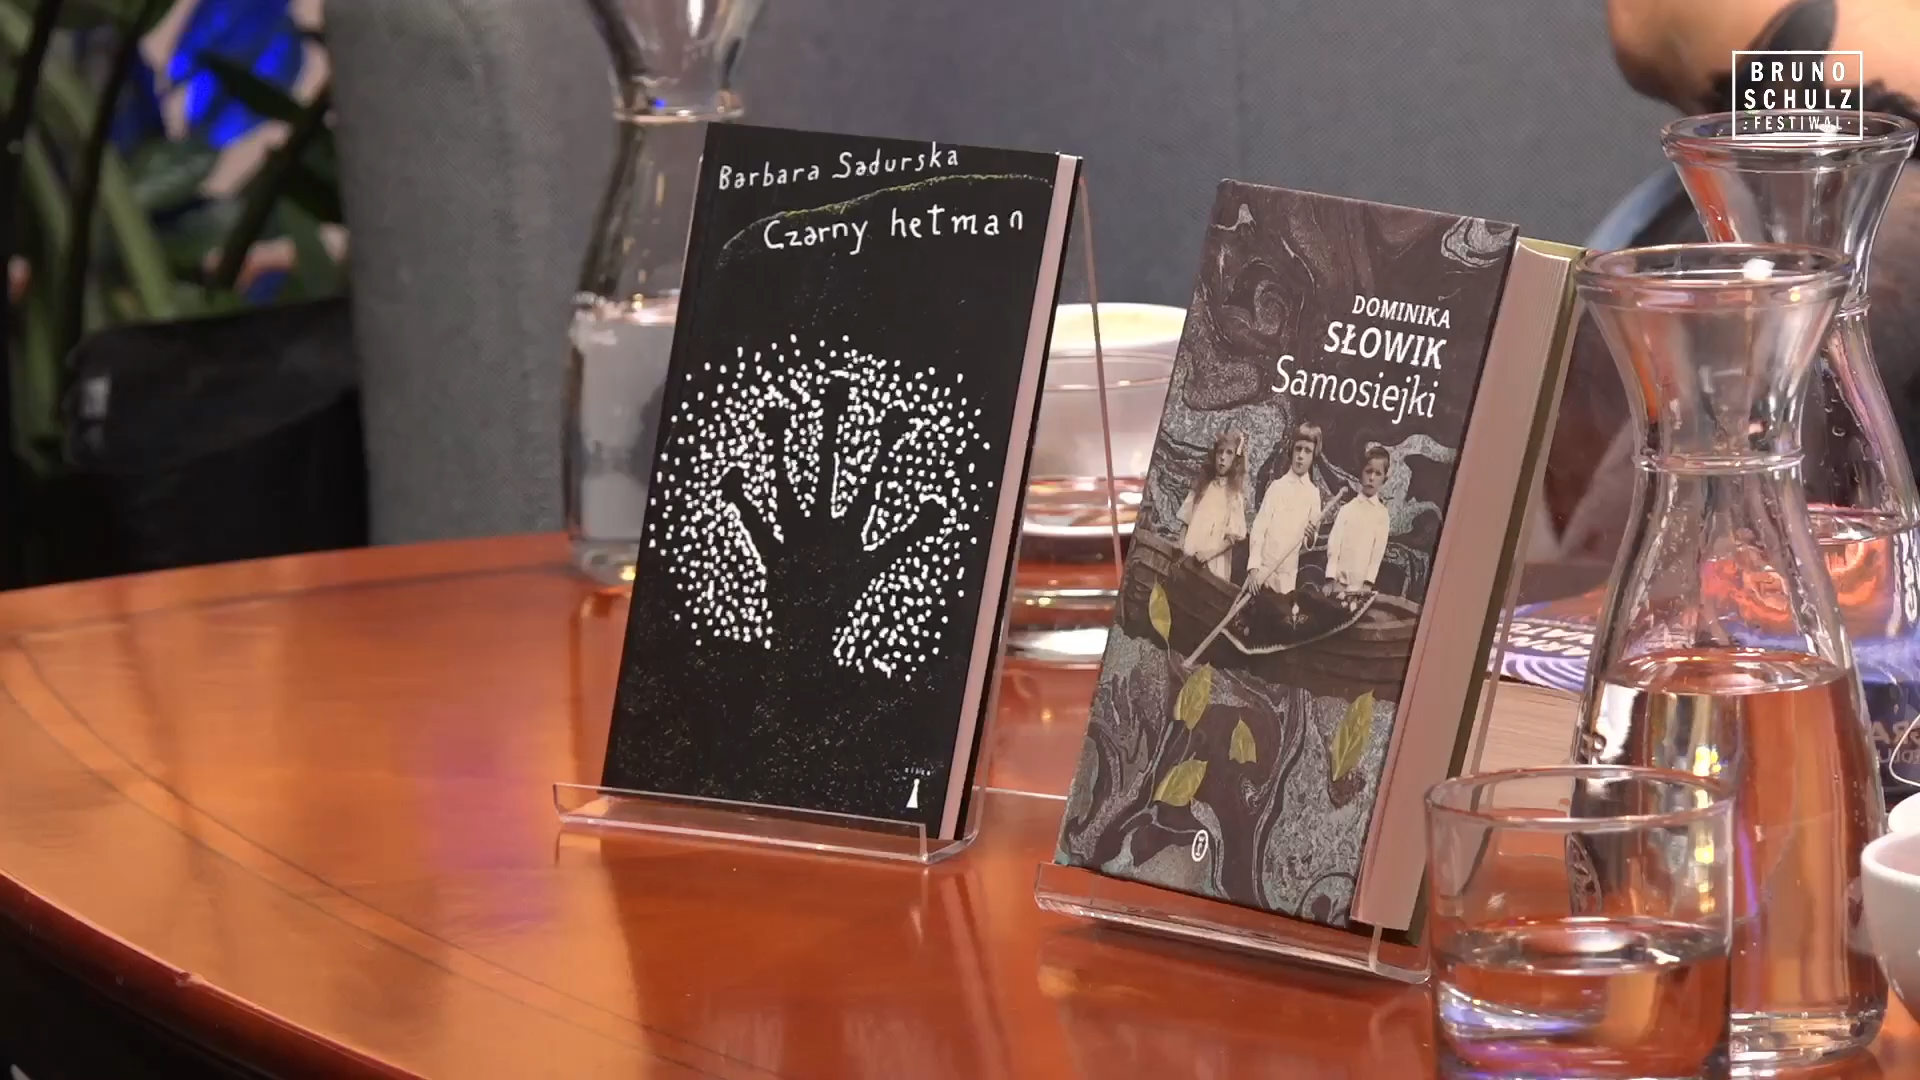 Barbara Sadurska
Czarny hetman
DOMINIKA
SŁOWIK
Samosiejki
BRUNO
SCHULZ
: FESTIWAL ·